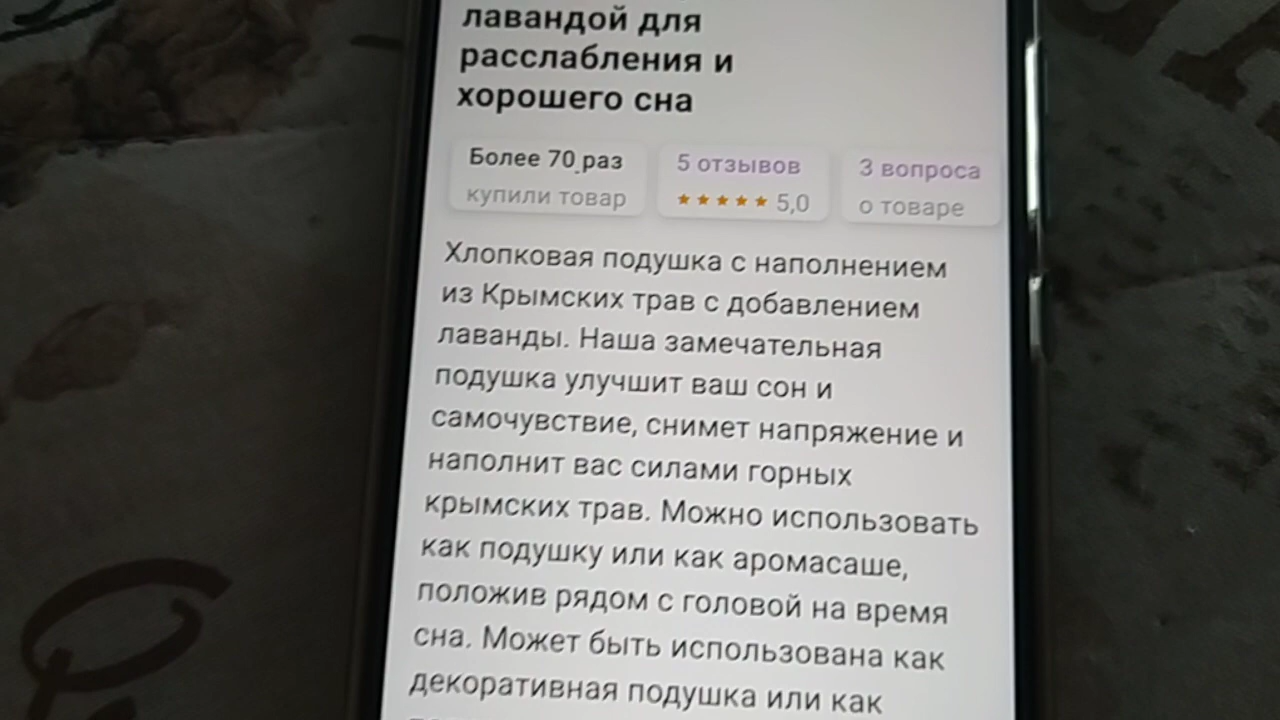 лавандой для
расслабления и
хорошего сна
Более 70 раз
купили товар
5 отзывов
5,0
3 вопроса
о товаре
Хлопковая подушка с наполнением
из Крымских трав с добавлением
лаванды. Наша замечательная
подушка улучшит ваш сон и
самочувствие, снимет напряжение и
наполнит вас силами горных
крымских трав. Можно использовать
как подушку или как аромасаше,
положив рядом с головой на время
сна. Может быть использована как
декоративная подушка или как